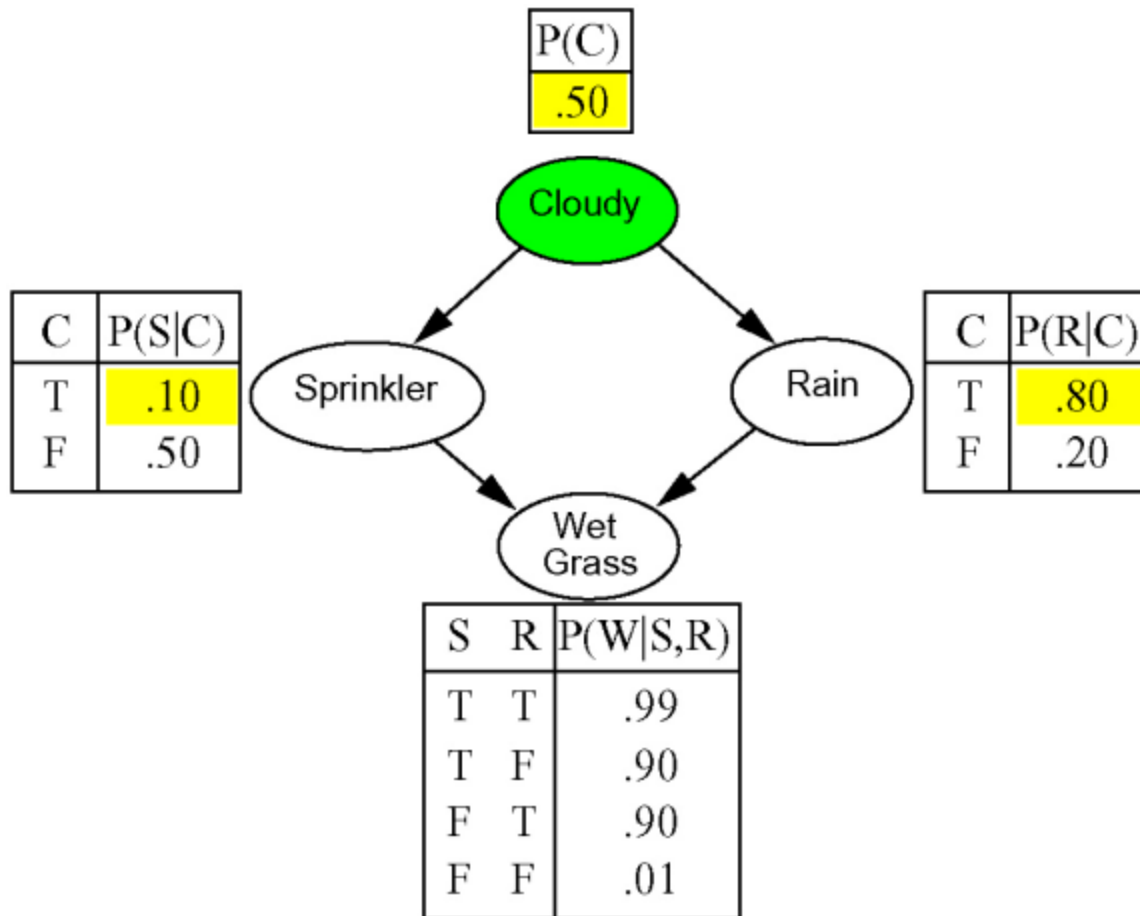 P(C)
.50
Cloudy
C P(S|C)
T .10
F .50
Sprinkler
Rain
C P(R|C)
T .80
F .20
Wet
Grass
S R P(W|S,R)
T T .99
T F .90
F T .90
F F .01